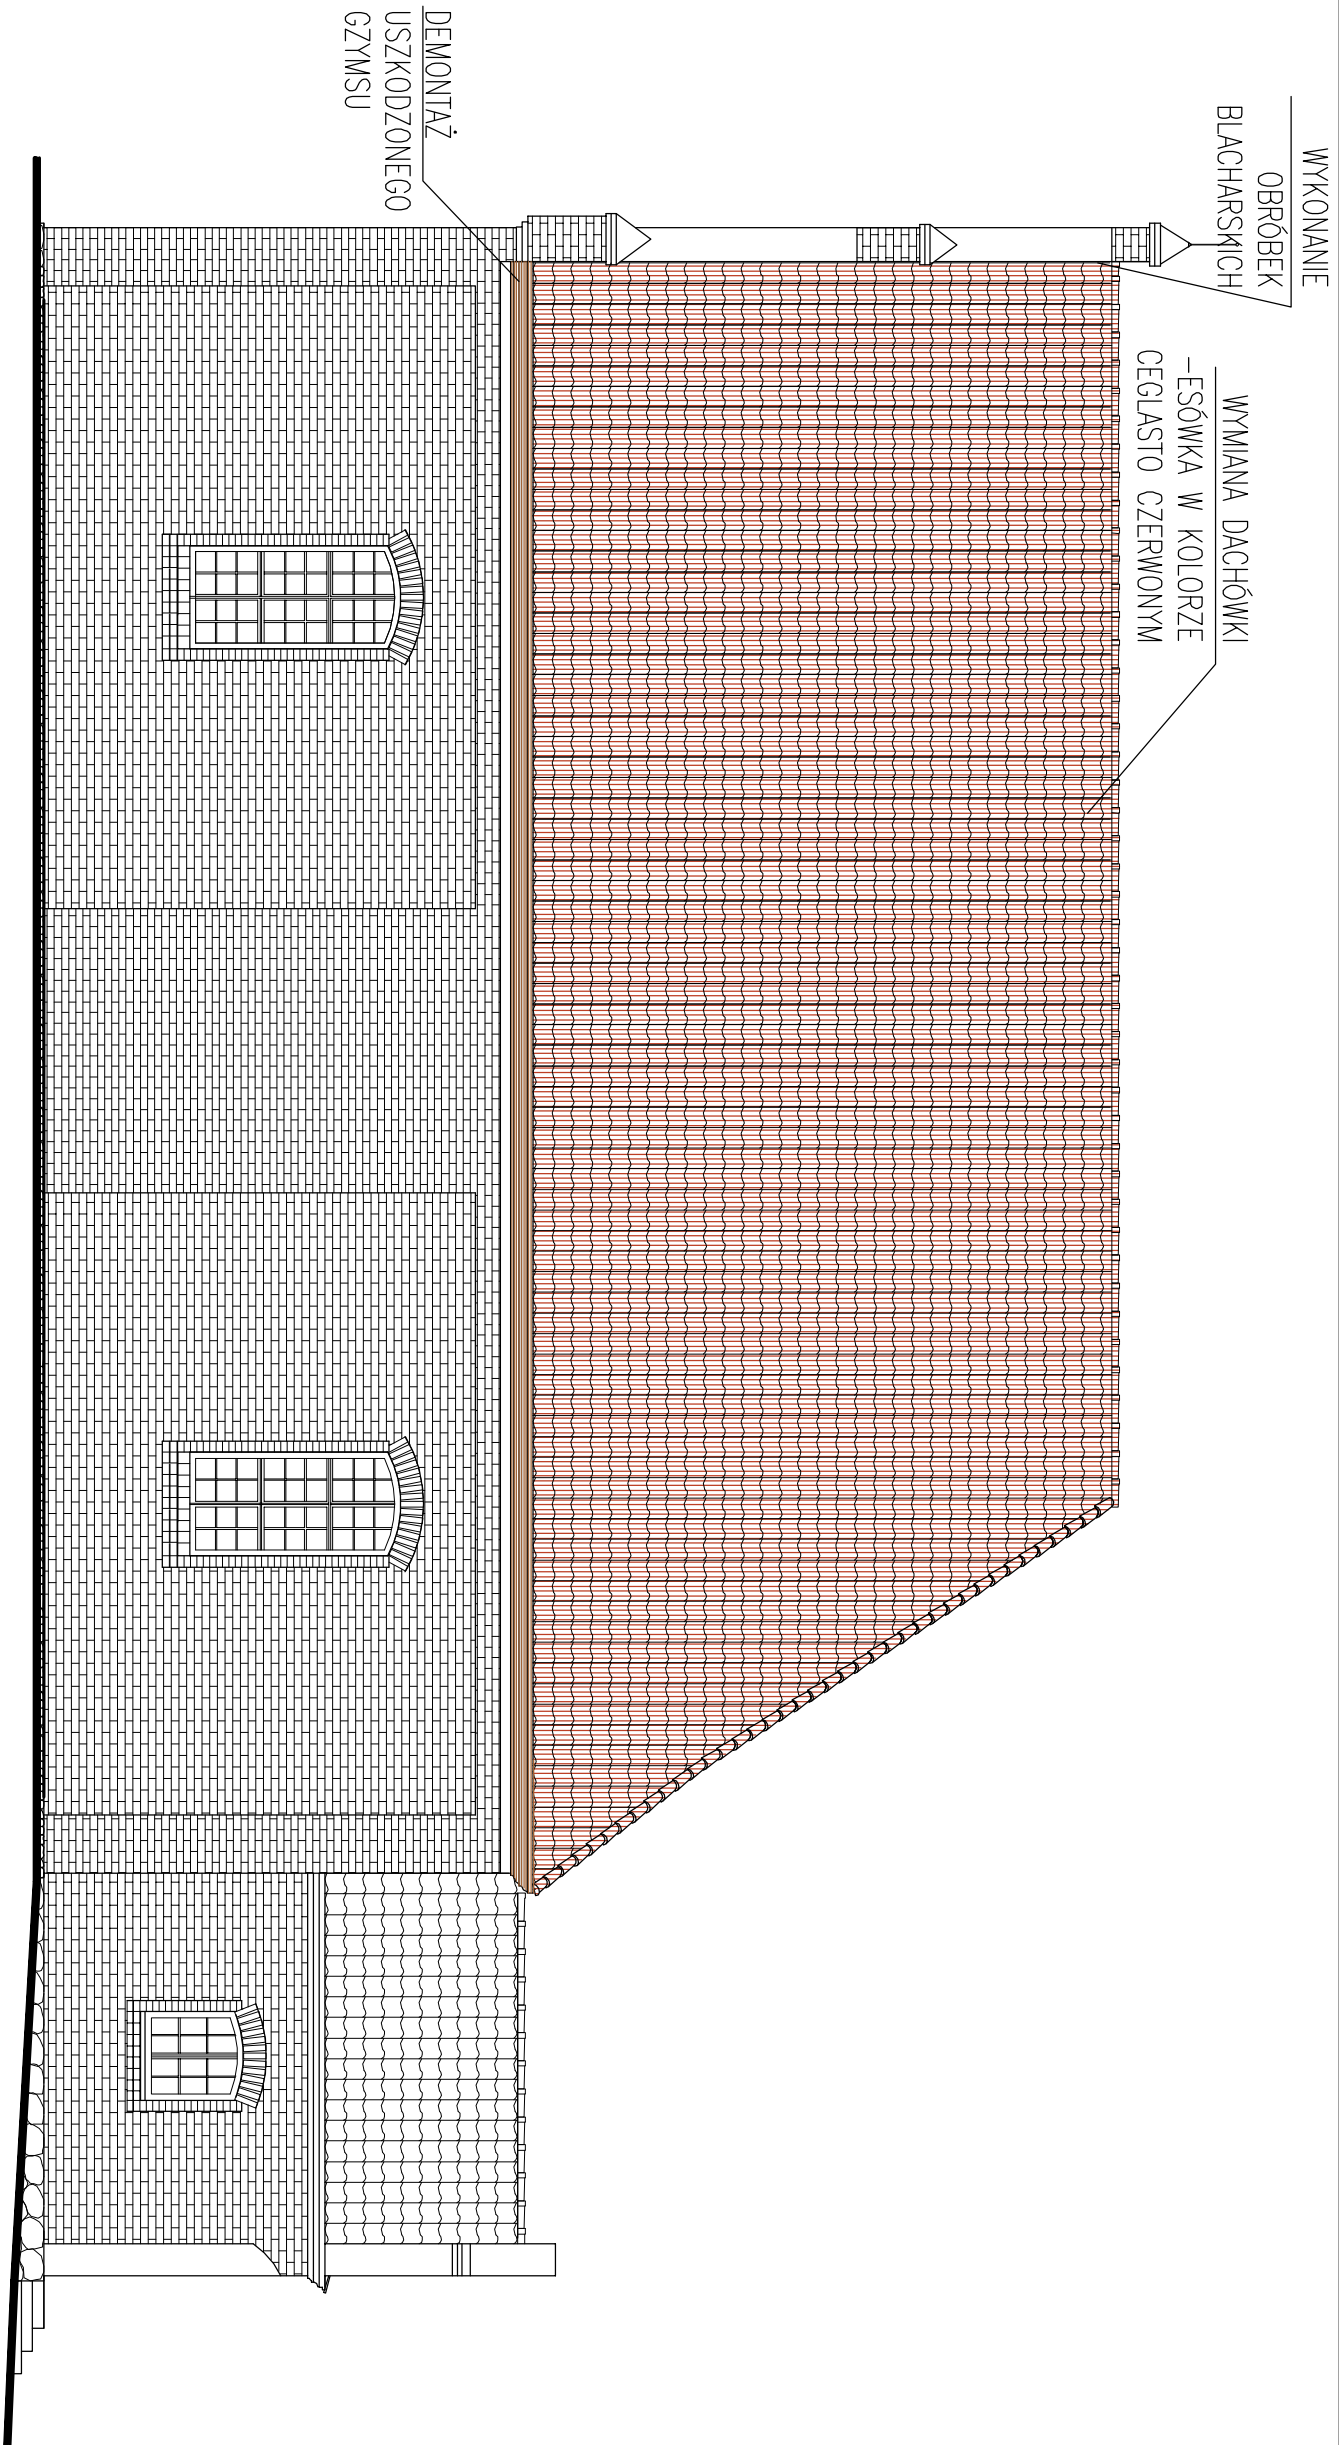 WYKONANIE
OBRÓBEK
BLACHARSKICH
WYMIANA DACHÓWKI
-ESÓWKA W KOLORZE
CEGLASTO CZERWONYM
DEMONTAŻ
USZKODZONEGO
GZYMSU